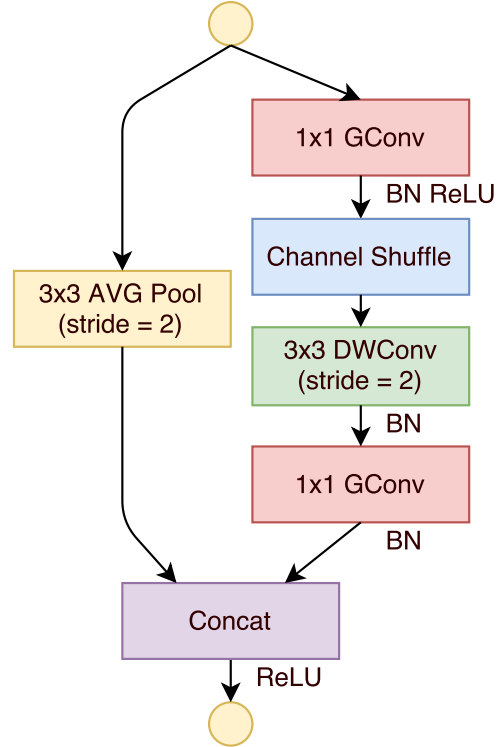 1x1 GConv
BN ReLU
Channel Shuffle
3x3 AVG Pool
(stride = 2)
3x3 DWConv
(stride = 2)
BN
1x1 GConv
BN
Concat
ReLU